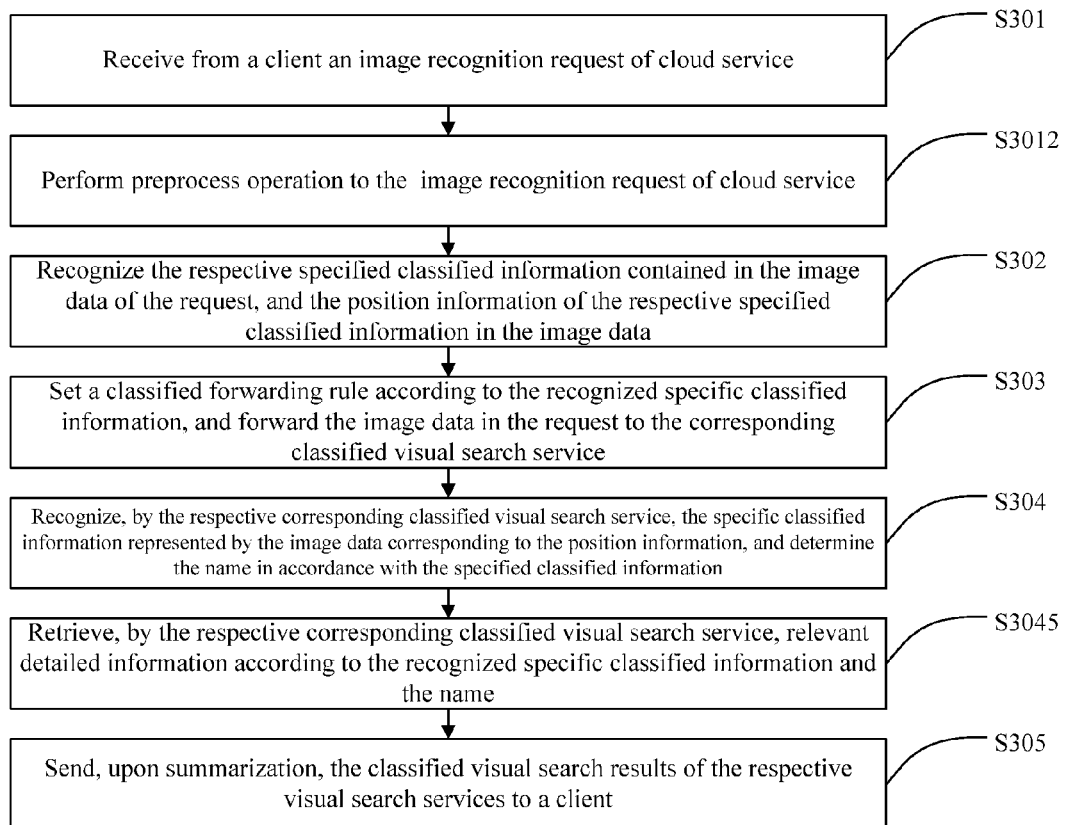 S301
Receive from a client an image recognition request of cloud service
S3012
Perform preprocess operation to the image recognition request of cloud service
S302
Recognize the respective specified classified information contained in the image
data of the request, and the position information of the respective specified
classified information in the image data
S303
Set a classified forwarding rule according to the recognized specific classified
information, and forward the image data in the request to the corresponding
classified visual search service
S304
Recognize, by the respective corresponding classified visual search service, the specific classified
information represented by the image data corresponding to the position information, and determine
the name in accordance with the specified classified information
S3045
Retrieve, by the respective corresponding classified visual search service, relevant
detailed information according to the recognized specific classified information and
the name
S305
Send, upon summarization, the classified visual search results of the respective
visual search services to a client